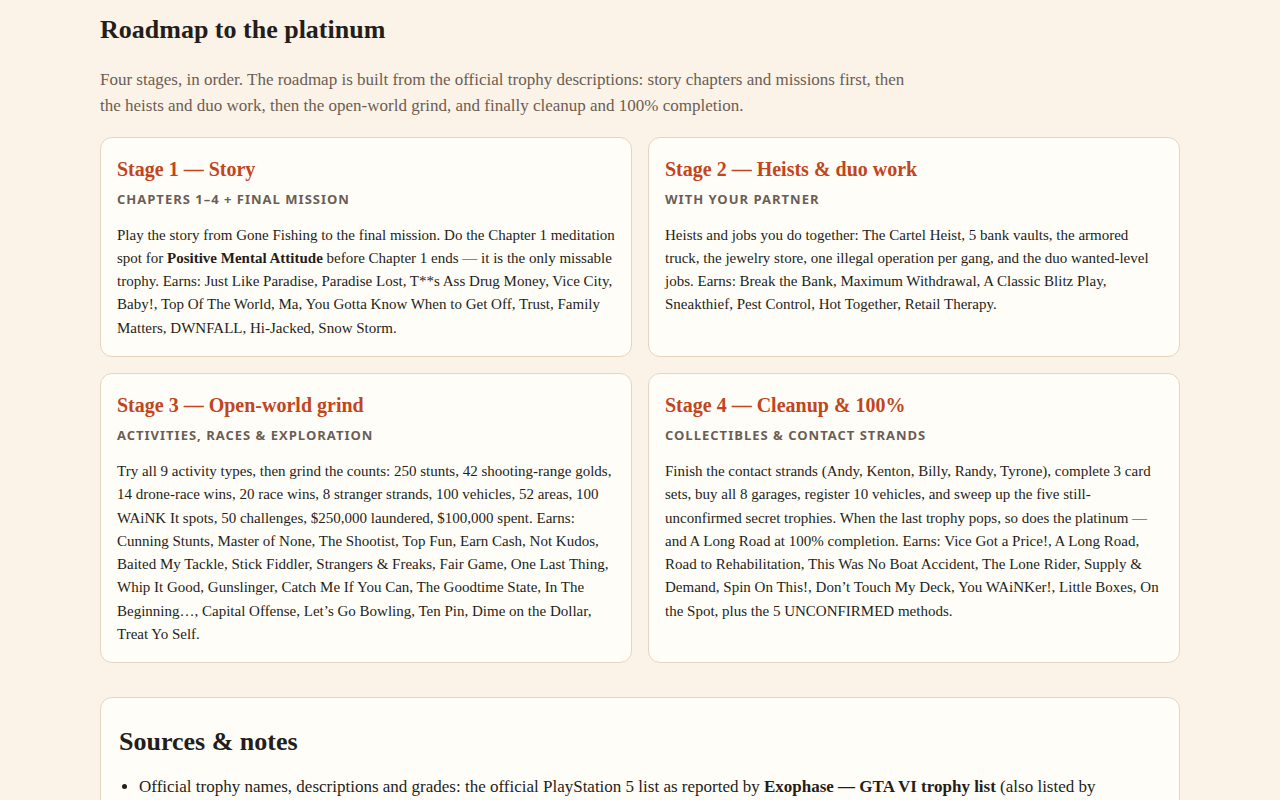 Roadmap to the platinum
Four stages, in order. The roadmap is built from the official trophy descriptions: story chapters and missions first, then
the heists and duo work, then the open-world grind, and finally cleanup and 100% completion.
Stage 1 — Story
CHAPTERS 1–4 + FINAL MISSION
Play the story from Gone Fishing to the final mission. Do the Chapter 1 meditation
spot for Positive Mental Attitude before Chapter 1 ends — it is the only missable
trophy. Earns: Just Like Paradise, Paradise Lost, T**s Ass Drug Money, Vice City,
Baby!, Top Of The World, Ma, You Gotta Know When to Get Off, Trust, Family
Matters, DWNFALL, Hi-Jacked, Snow Storm.
Stage 2 — Heists & duo work
WITH YOUR PARTNER
Heists and jobs you do together: The Cartel Heist, 5 bank vaults, the armored
truck, the jewelry store, one illegal operation per gang, and the duo wanted-level
jobs. Earns: Break the Bank, Maximum Withdrawal, A Classic Blitz Play,
Sneakthief, Pest Control, Hot Together, Retail Therapy.
Stage 3 — Open-world grind
ACTIVITIES, RACES & EXPLORATION
Try all 9 activity types, then grind the counts: 250 stunts, 42 shooting-range golds,
14 drone-race wins, 20 race wins, 8 stranger strands, 100 vehicles, 52 areas, 100
WAiNK It spots, 50 challenges, $250,000 laundered, $100,000 spent. Earns:
Cunning Stunts, Master of None, The Shootist, Top Fun, Earn Cash, Not Kudos,
Baited My Tackle, Stick Fiddler, Strangers & Freaks, Fair Game, One Last Thing,
Whip It Good, Gunslinger, Catch Me If You Can, The Goodtime State, In The
Beginning…, Capital Offense, Let’s Go Bowling, Ten Pin, Dime on the Dollar,
Treat Yo Self.
Stage 4 — Cleanup & 100%
COLLECTIBLES & CONTACT STRANDS
Finish the contact strands (Andy, Kenton, Billy, Randy, Tyrone), complete 3 card
sets, buy all 8 garages, register 10 vehicles, and sweep up the five still-
unconfirmed secret trophies. When the last trophy pops, so does the platinum —
and A Long Road at 100% completion. Earns: Vice Got a Price!, A Long Road,
Road to Rehabilitation, This Was No Boat Accident, The Lone Rider, Supply &
Demand, Spin On This!, Don’t Touch My Deck, You WAiNKer!, Little Boxes, On
the Spot, plus the 5 UNCONFIRMED methods.
Sources & notes
• Official trophy names, descriptions and grades: the official PlayStation 5 list as reported by Exophase — GTA VI trophy list (also listed by